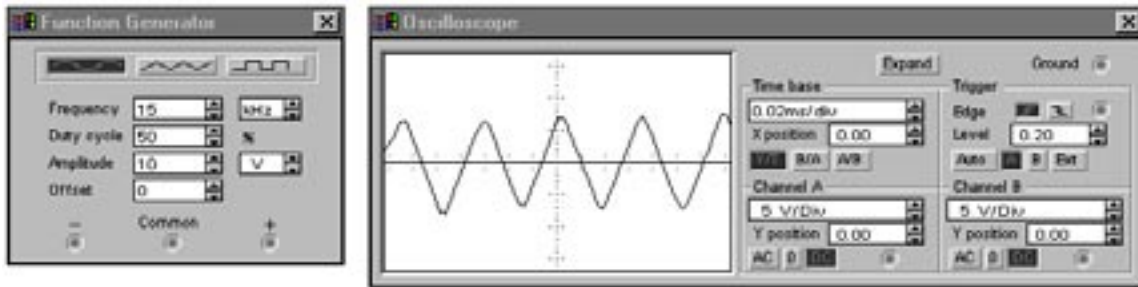 Function Generator
Frequency 15 kHz
Duty cycle 50 %
Amplitude 10 V
Offset 0
− Common +
Oscilloscope
Expand Ground
Time base
0.02ms/div
X position 0.00
Y/T B/A A/B
Trigger
Edge
Level 0.20
Auto A B Ext
Channel A
5 V/Div
Y position 0.00
AC 0 DC
Channel B
5 V/Div
Y position 0.00
AC 0 DC